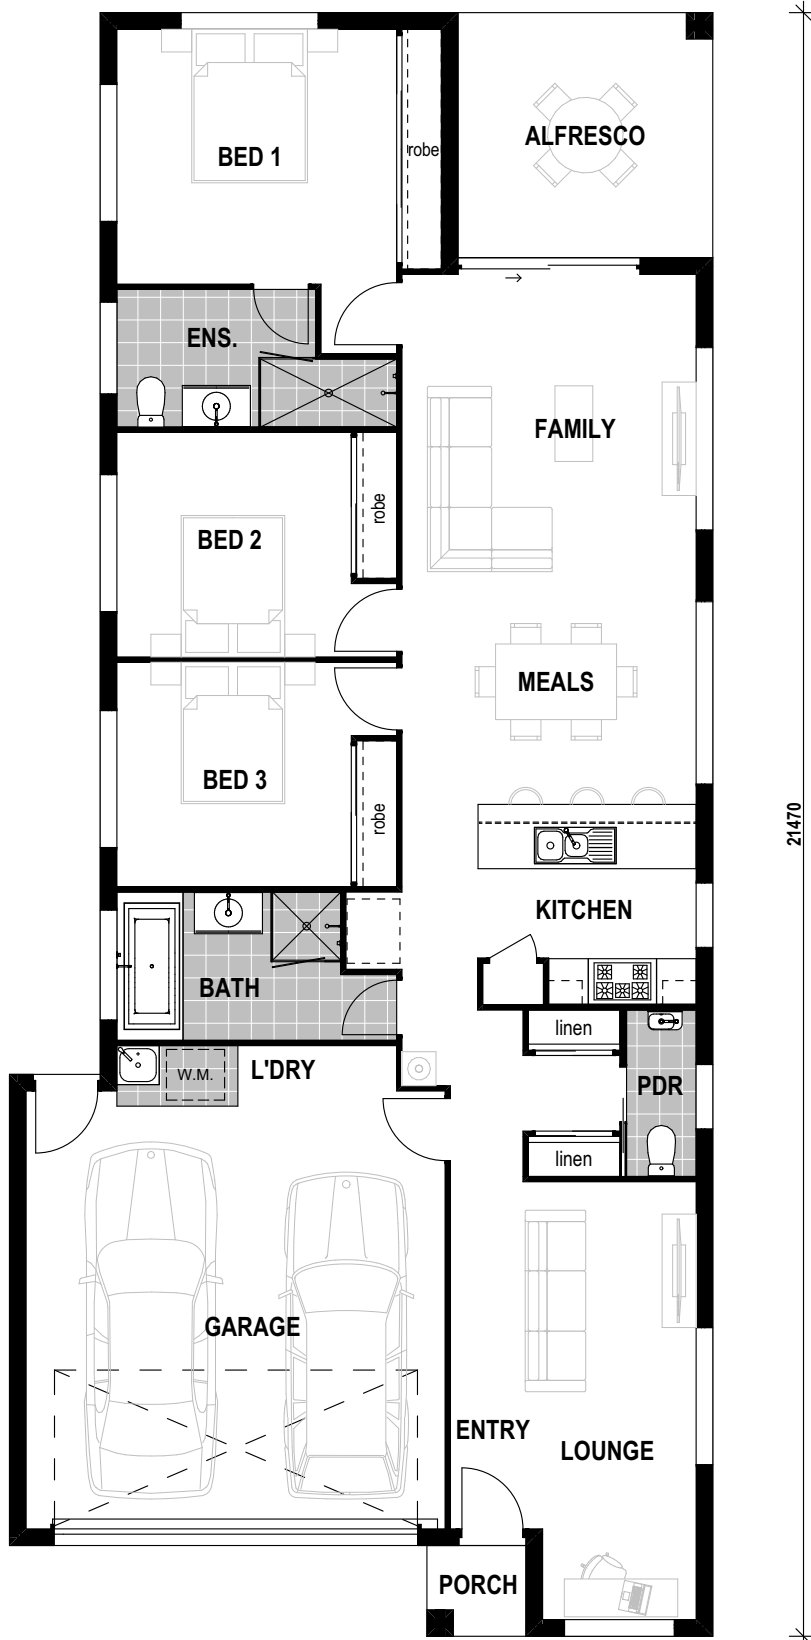 BED 1
robe
ALFRESCO
ENS.
FAMILY
robe
BED 2
MEALS
BED 3
robe
21470
KITCHEN
BATH
linen
W.M.
L'DRY
PDR
linen
GARAGE
ENTRY
LOUNGE
PORCH